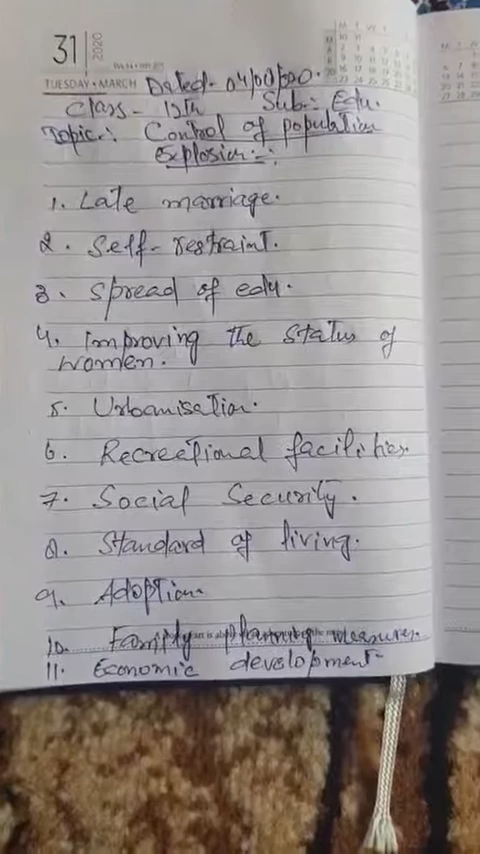 31 2020
TUESDAY • MARCH Dated- 04/08/020.
Class- 12th Sub:- Edu.
Topic:- Control of population
Explosion:-
1. Late marriage.
2. Self-restraint.
3. Spread of edu.
4. Improving the status of
women.
5. Urbanisation.
6. Recreational facilities.
7. Social Security.
8. Standard of living.
9. Adoption
10. Family planning measures.
11. Economic development